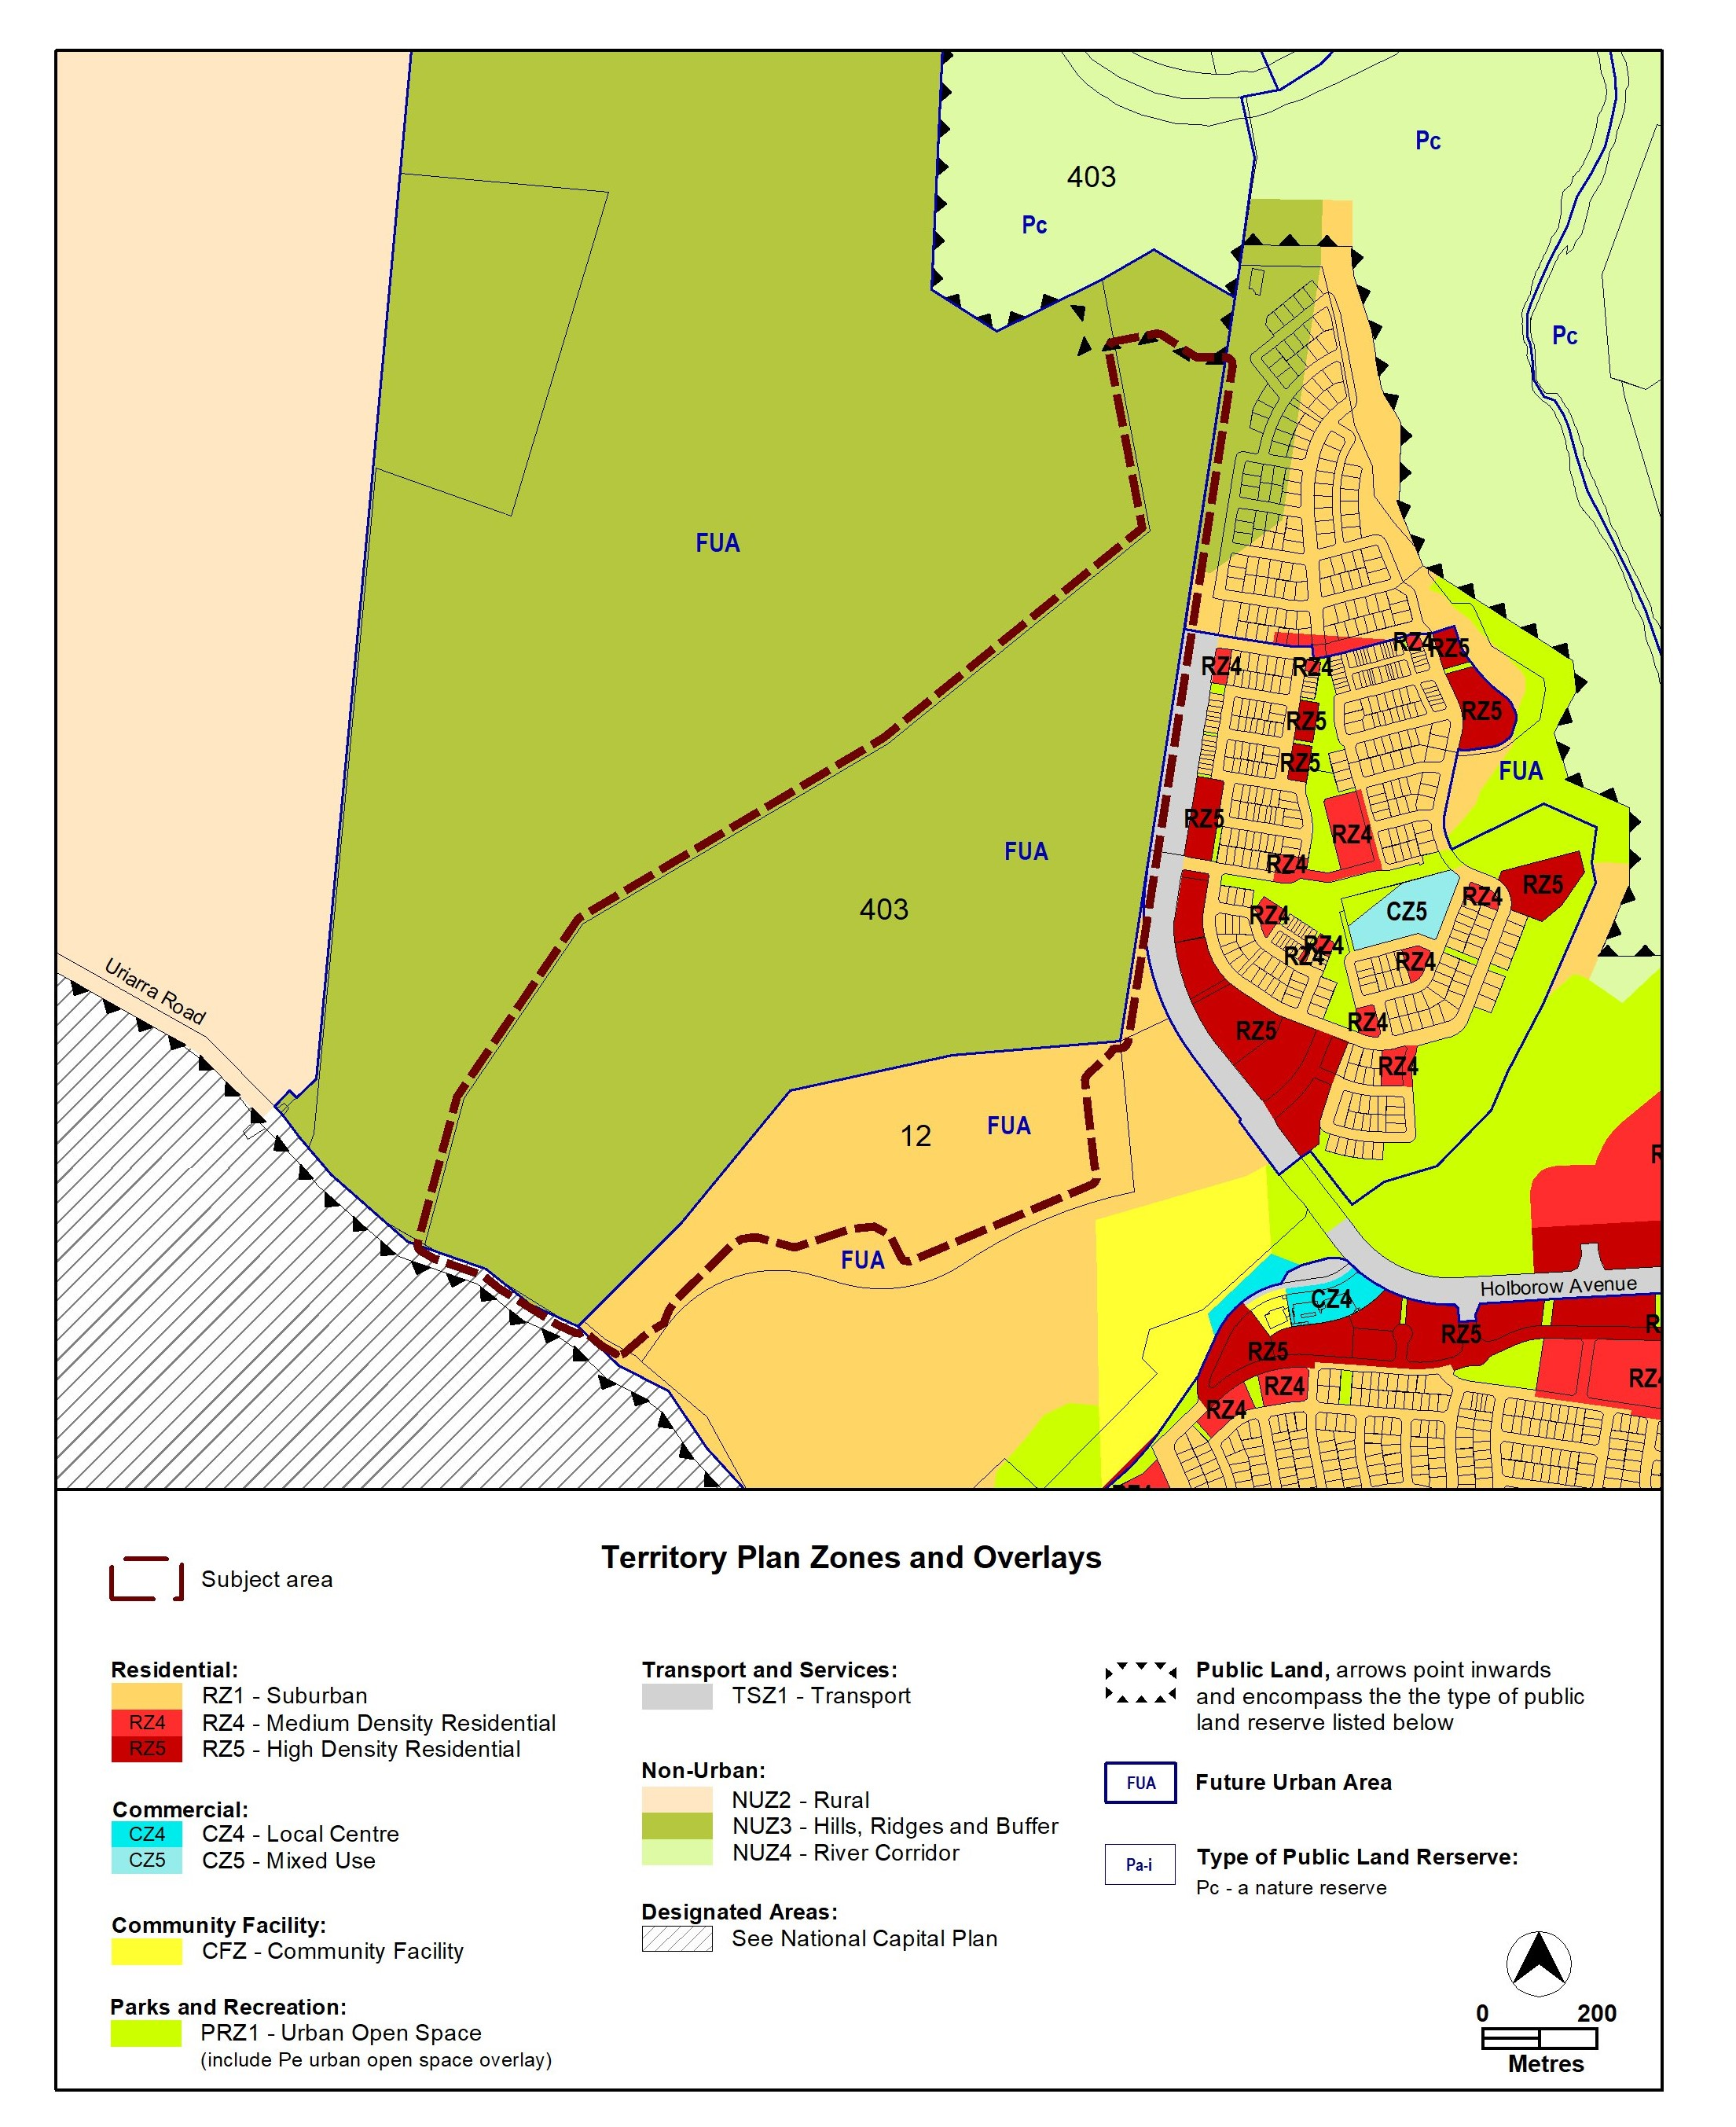 Pc
403
Pc
Pc
FUA
RZ4
RZ5
RZ4
RZ4
RZ5
RZ5
RZ5
FUA
RZ5
RZ4
FUA
RZ4
RZ5
RZ4
CZ5
403
RZ4
RZ4
RZ4
RZ4
Uriarra Road
RZ4
RZ5
RZ4
12
FUA
FUA
Holborow Avenue
CZ4
RZ5
RZ5
RZ4
RZ4
Territory Plan Zones and Overlays
Subject area
Residential:
RZ1 - Suburban
RZ4 RZ4 - Medium Density Residential
RZ5 RZ5 - High Density Residential
Commercial:
CZ4 CZ4 - Local Centre
CZ5 CZ5 - Mixed Use
Community Facility:
CFZ - Community Facility
Parks and Recreation:
PRZ1 - Urban Open Space
(include Pe urban open space overlay)
Transport and Services:
TSZ1 - Transport
Non-Urban:
NUZ2 - Rural
NUZ3 - Hills, Ridges and Buffer
NUZ4 - River Corridor
Designated Areas:
See National Capital Plan
Public Land, arrows point inwards
and encompass the the type of public
land reserve listed below
FUA Future Urban Area
Pa-i Type of Public Land Rerserve:
Pc - a nature reserve
0 200
Metres